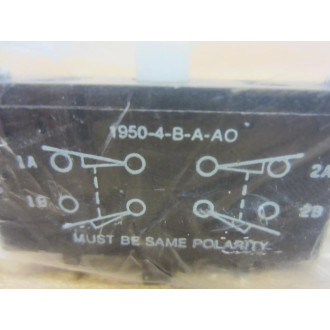 1950-4-B-A-AO
1A 2A
1B 2B
MUST BE SAME POLARITY